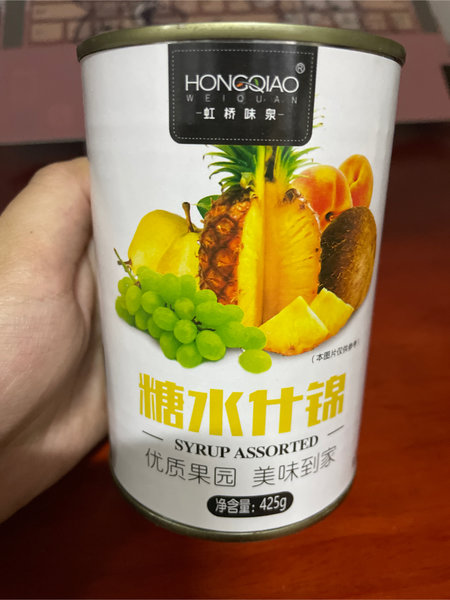 HONGQIAO®
WEIQUAN
-虹桥味泉-
(本图片仅供参考)
糖水什锦
SYRUP ASSORTED
优质果园 美味到家
净含量: 425g